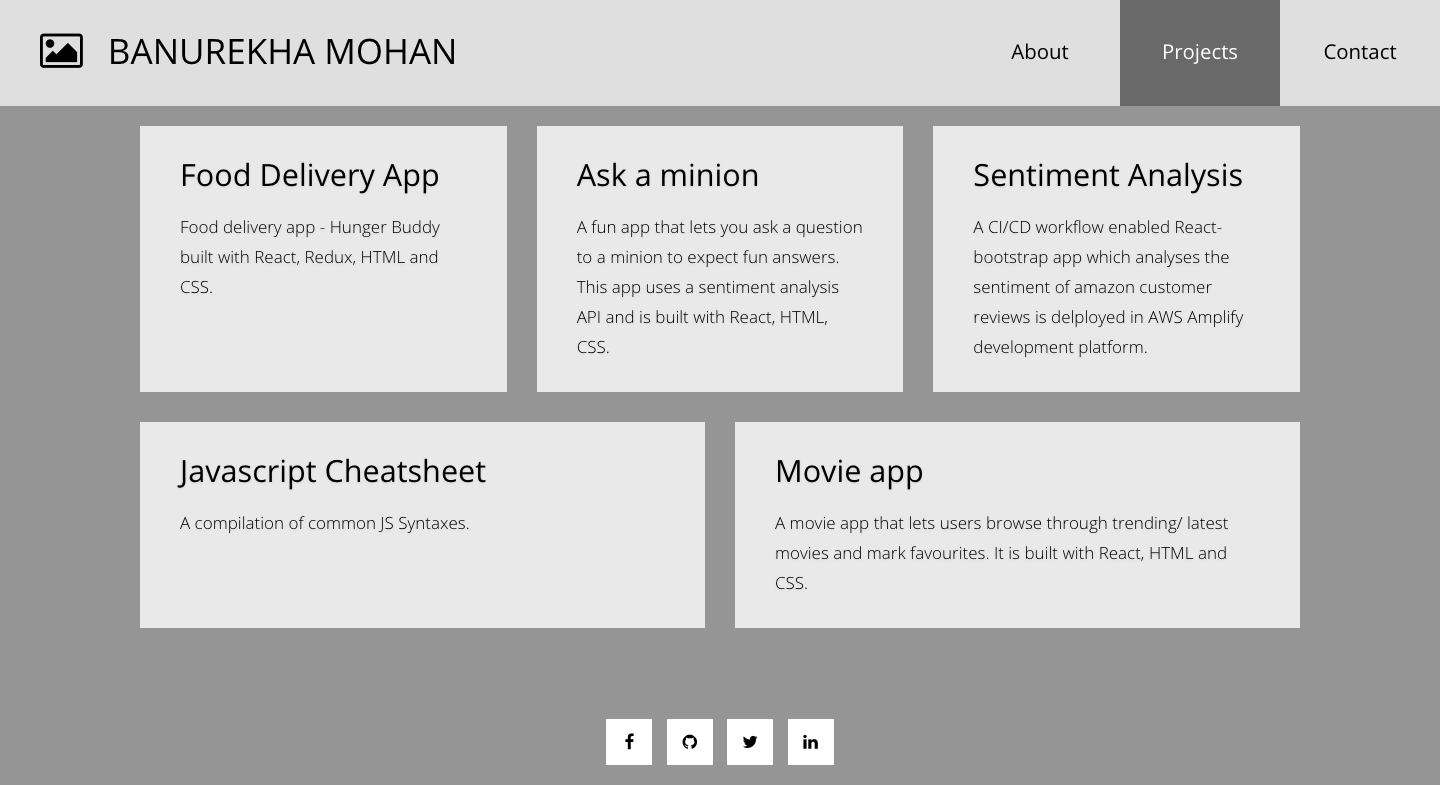 BANUREKHA MOHAN
About
Projects
Contact
Food Delivery App
Food delivery app - Hunger Buddy
built with React, Redux, HTML and
CSS.
Ask a minion
A fun app that lets you ask a question
to a minion to expect fun answers.
This app uses a sentiment analysis
API and is built with React, HTML,
CSS.
Sentiment Analysis
A CI/CD workflow enabled React-
bootstrap app which analyses the
sentiment of amazon customer
reviews is delployed in AWS Amplify
development platform.
Javascript Cheatsheet
A compilation of common JS Syntaxes.
Movie app
A movie app that lets users browse through trending/ latest
movies and mark favourites. It is built with React, HTML and
CSS.